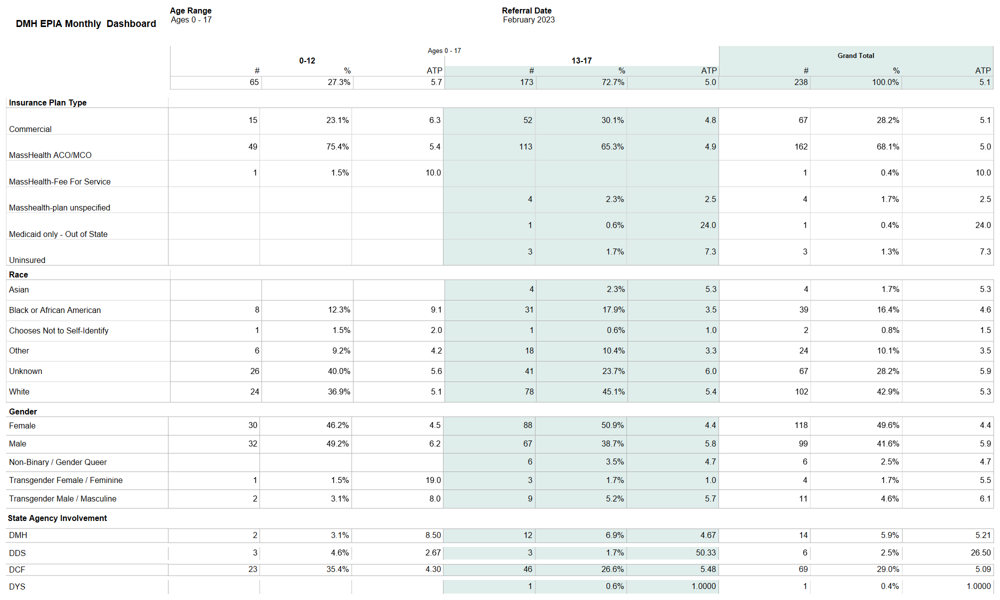 Age Range
Referral Date
DMH EPIA Monthly  Dashboard
Ages 0 - 17
February 2023
Ages 0 - 17
Grand Total
0-12
13-17
# % ATP # % ATP # % ATP
65 27.3% 5.7 173 72.7% 5.0 238 100.0% 5.1
Insurance Plan Type
Commercial 15 23.1% 6.3 52 30.1% 4.8 67 28.2% 5.1
MassHealth ACO/MCO 49 75.4% 5.4 113 65.3% 4.9 162 68.1% 5.0
MassHealth-Fee For Service 1 1.5% 10.0 1 0.4% 10.0
Masshealth-plan unspecified 4 2.3% 2.5 4 1.7% 2.5
Medicaid only - Out of State 1 0.6% 24.0 1 0.4% 24.0
Uninsured 3 1.7% 7.3 3 1.3% 7.3
Race
Asian 4 2.3% 5.3 4 1.7% 5.3
Black or African American 8 12.3% 9.1 31 17.9% 3.5 39 16.4% 4.6
Chooses Not to Self-Identify 1 1.5% 2.0 1 0.6% 1.0 2 0.8% 1.5
Other 6 9.2% 4.2 18 10.4% 3.3 24 10.1% 3.5
Unknown 26 40.0% 5.6 41 23.7% 6.0 67 28.2% 5.9
White 24 36.9% 5.1 78 45.1% 5.4 102 42.9% 5.3
Gender
Female 30 46.2% 4.5 88 50.9% 4.4 118 49.6% 4.4
Male 32 49.2% 6.2 67 38.7% 5.8 99 41.6% 5.9
Non-Binary / Gender Queer 6 3.5% 4.7 6 2.5% 4.7
Transgender Female / Feminine 1 1.5% 19.0 3 1.7% 1.0 4 1.7% 5.5
Transgender Male / Masculine 2 3.1% 8.0 9 5.2% 5.7 11 4.6% 6.1
State Agency Involvement
DMH 2 3.1% 8.50 12 6.9% 4.67 14 5.9% 5.21
DDS 3 4.6% 2.67 3 1.7% 50.33 6 2.5% 26.50
DCF 23 35.4% 4.30 46 26.6% 5.48 69 29.0% 5.09
DYS 1 0.6% 1.0000 1 0.4% 1.0000